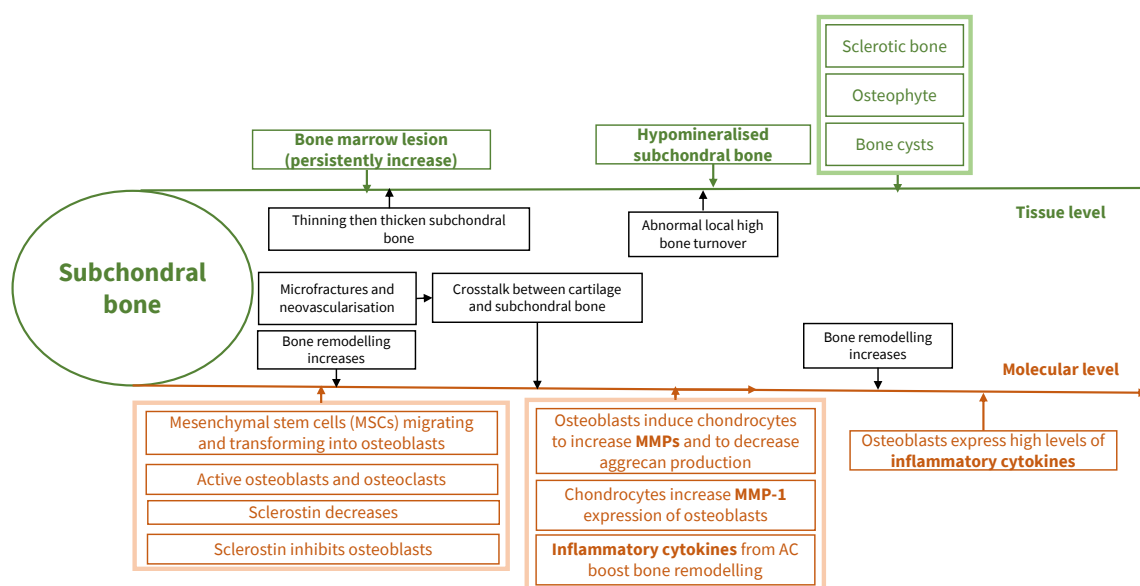 Sclerotic bone
Osteophyte
Bone cysts
Bone marrow lesion
(persistently increase)
Hypomineralised
subchondral bone
Tissue level
Thinning then thicken subchondral
bone
Abnormal local high
bone turnover
Subchondral
bone
Microfractures and
neovascularisation
Crosstalk between cartilage
and subchondral bone
Bone remodelling
increases
Bone remodelling
increases
Molecular level
Mesenchymal stem cells (MSCs) migrating
and transforming into osteoblasts
Active osteoblasts and osteoclasts
Sclerostin decreases
Sclerostin inhibits osteoblasts
Osteoblasts induce chondrocytes
to increase MMPs and to decrease
aggrecan production
Chondrocytes increase MMP-1
expression of osteoblasts
Inflammatory cytokines from AC
boost bone remodelling
Osteoblasts express high levels of
inflammatory cytokines